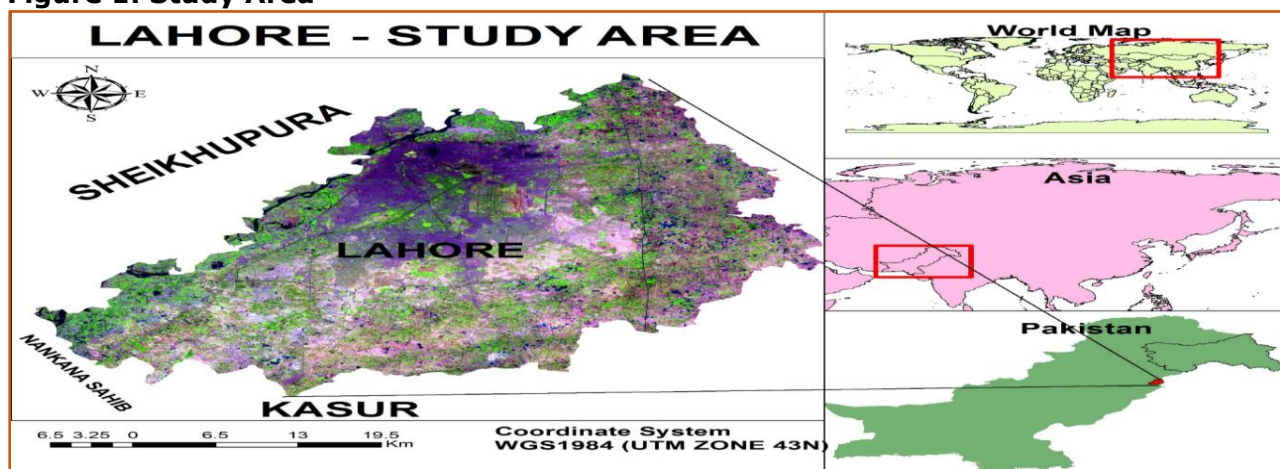 Figure 1: Study Area
LAHORE - STUDY AREA
N
W E
S
SHEIKHUPURA
LAHORE
NANKANA SAHIB
KASUR
6.5 3.25 0 6.5 13 19.5
Km
Coordinate System
WGS1984 (UTM ZONE 43N)
World Map
Asia
Pakistan